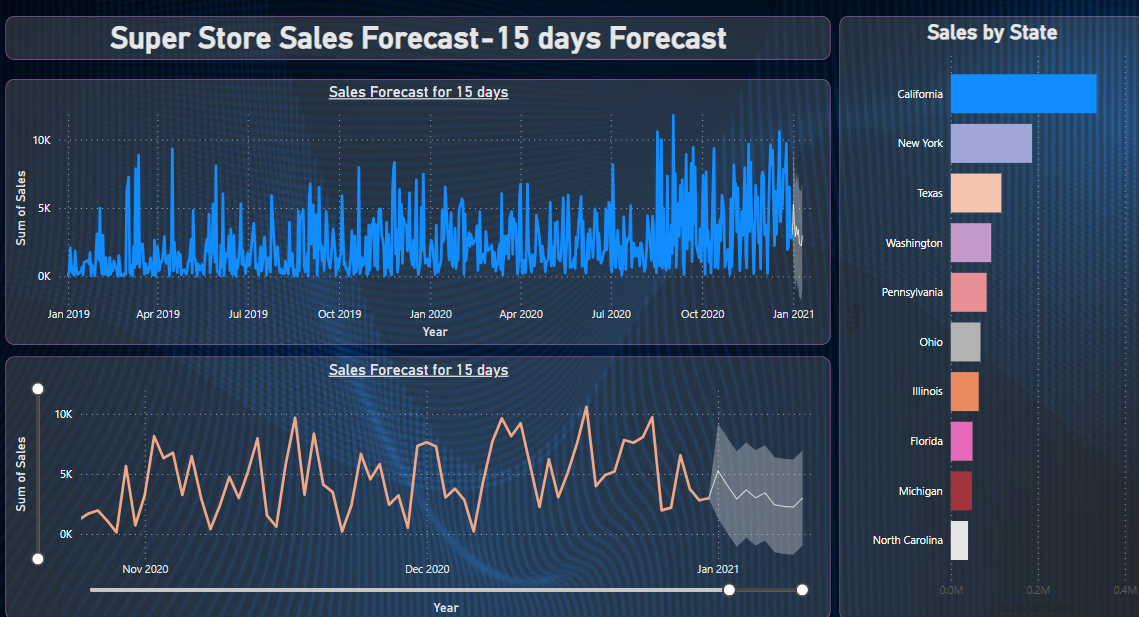 Super Store Sales Forecast-15 days Forecast
Sales Forecast for 15 days
Sum of Sales
10K
5K
0K
Jan 2019 Apr 2019 Jul 2019 Oct 2019 Jan 2020 Apr 2020 Jul 2020 Oct 2020 Jan 2021
Year
Sales Forecast for 15 days
Sum of Sales
10K
5K
0K
Nov 2020 Dec 2020 Jan 2021
Year
Sales by State
State
California
New York
Texas
Washington
Pennsylvania
Ohio
Illinois
Florida
Michigan
North Carolina
0.0M 0.2M 0.4M
Sum of Sales